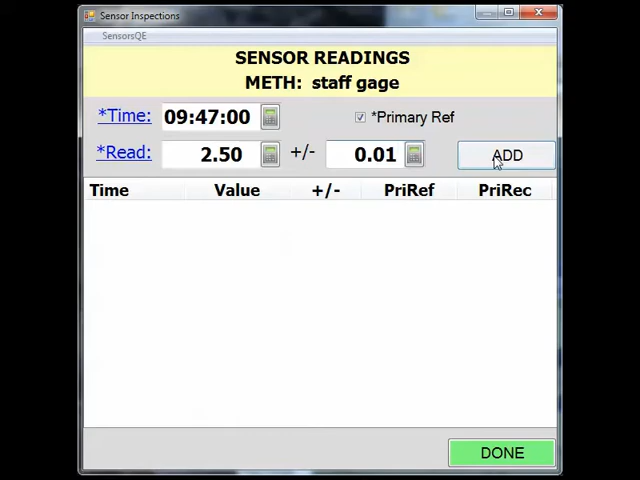 Sensor Inspections
SensorsQE
SENSOR READINGS
METH: staff gage
*Time: 09:47:00 *Primary Ref
*Read: 2.50 +/- 0.01 ADD
Time Value +/- PriRef PriRec
DONE